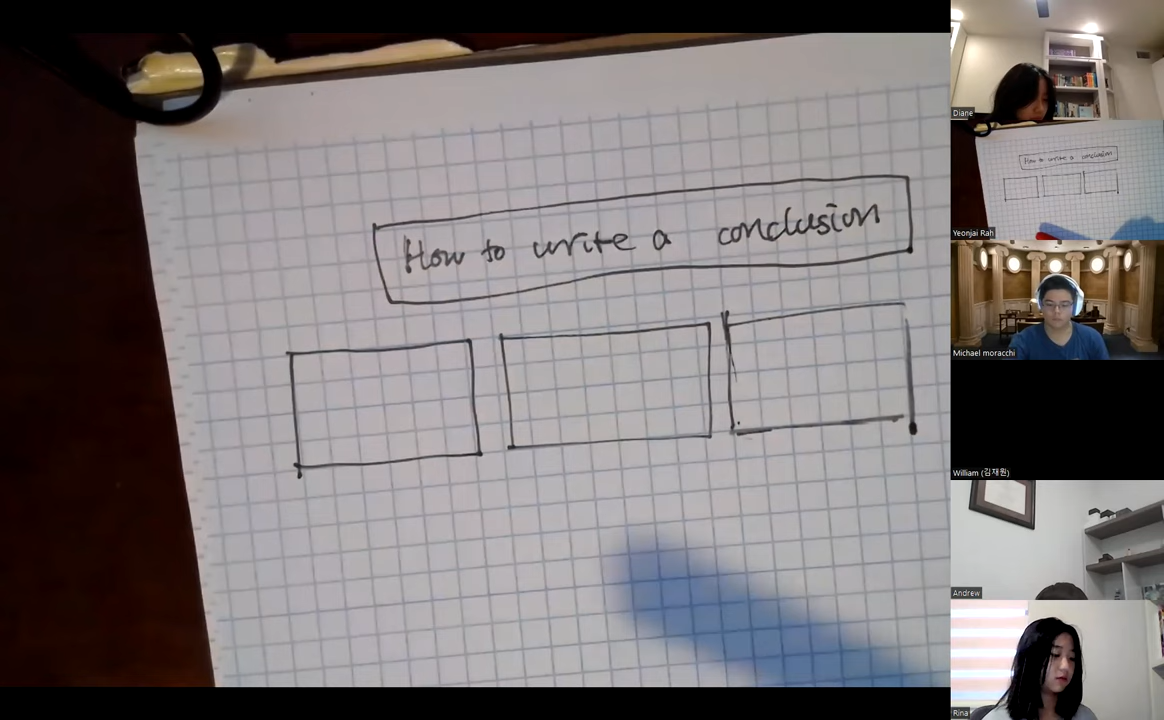 How to write a conclusion
Diane
Yeonjai Rah
Michael moracchi
William (김재원)
Andrew
Rina